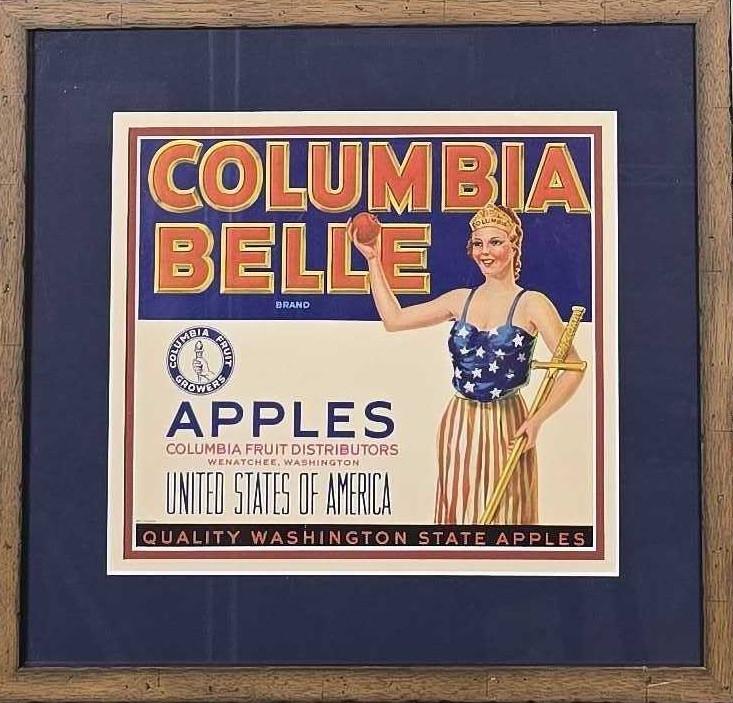 COLUMBIA
BELLE
BRAND
COLUMBIA
COLUMBIA FRUIT
GROWERS
APPLES
COLUMBIA FRUIT DISTRIBUTORS
WENATCHEE, WASHINGTON
UNITED STATES OF AMERICA
QUALITY WASHINGTON STATE APPLES